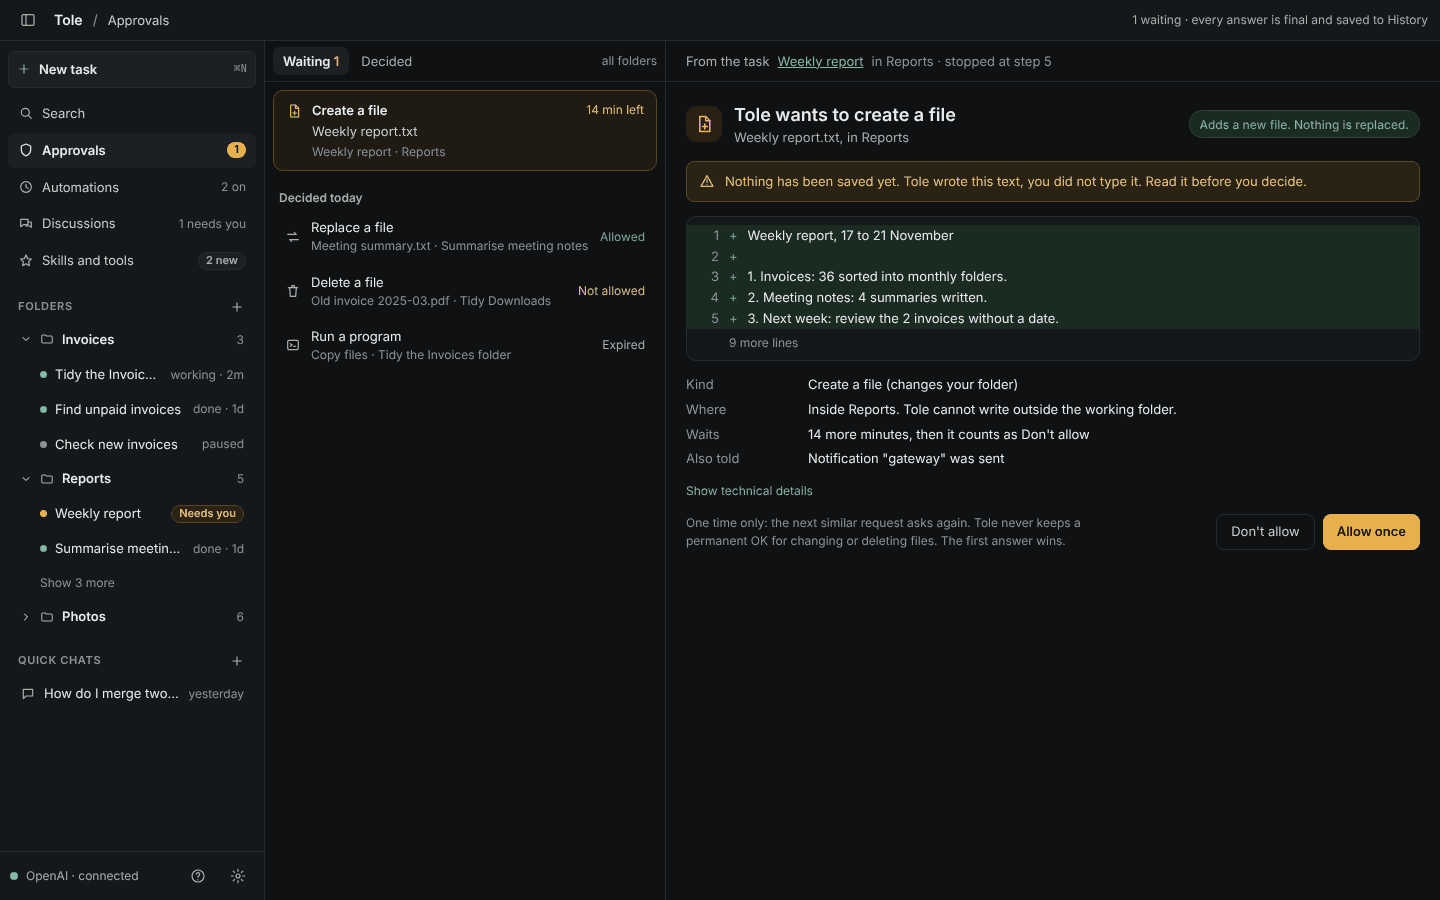 Tole / Approvals
1 waiting · every answer is final and saved to History
New task ⌘N
Search
Approvals 1
Automations 2 on
Discussions 1 needs you
Skills and tools 2 new
FOLDERS
Invoices 3
Tidy the Invoic... working · 2m
Find unpaid invoices done · 1d
Check new invoices paused
Reports 5
Weekly report Needs you
Summarise meetin... done · 1d
Show 3 more
Photos 6
QUICK CHATS
How do I merge two... yesterday
OpenAI · connected
Waiting 1 Decided all folders
Create a file 14 min left
Weekly report.txt
Weekly report · Reports
Decided today
Replace a file
Meeting summary.txt · Summarise meeting notes Allowed
Delete a file
Old invoice 2025-03.pdf · Tidy Downloads Not allowed
Run a program
Copy files · Tidy the Invoices folder Expired
From the task Weekly report in Reports · stopped at step 5
Tole wants to create a file
Weekly report.txt, in Reports
Adds a new file. Nothing is replaced.
Nothing has been saved yet. Tole wrote this text, you did not type it. Read it before you decide.
1 + Weekly report, 17 to 21 November
2 +
3 + 1. Invoices: 36 sorted into monthly folders.
4 + 2. Meeting notes: 4 summaries written.
5 + 3. Next week: review the 2 invoices without a date.
9 more lines
Kind Create a file (changes your folder)
Where Inside Reports. Tole cannot write outside the working folder.
Waits 14 more minutes, then it counts as Don't allow
Also told Notification "gateway" was sent
Show technical details
One time only: the next similar request asks again. Tole never keeps a
permanent OK for changing or deleting files. The first answer wins.
Don't allow Allow once